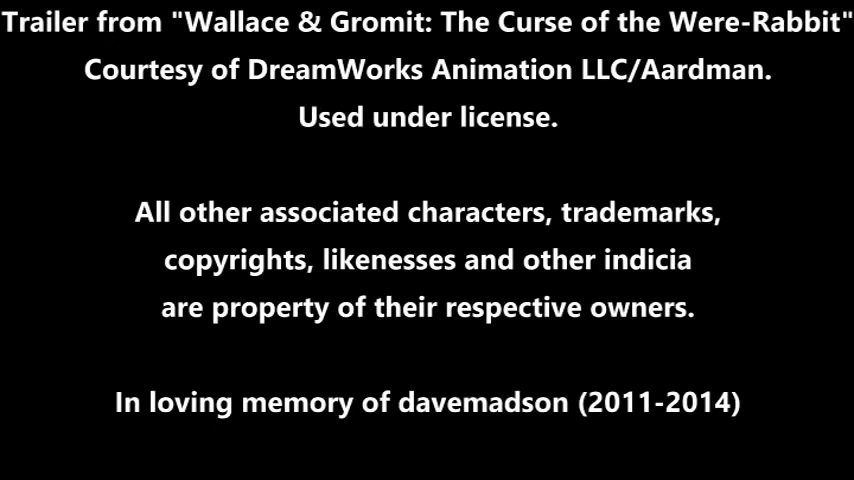 Trailer from "Wallace & Gromit: The Curse of the Were-Rabbit"
Courtesy of DreamWorks Animation LLC/Aardman.
Used under license.
All other associated characters, trademarks,
copyrights, likenesses and other indicia
are property of their respective owners.
In loving memory of davemadson (2011-2014)